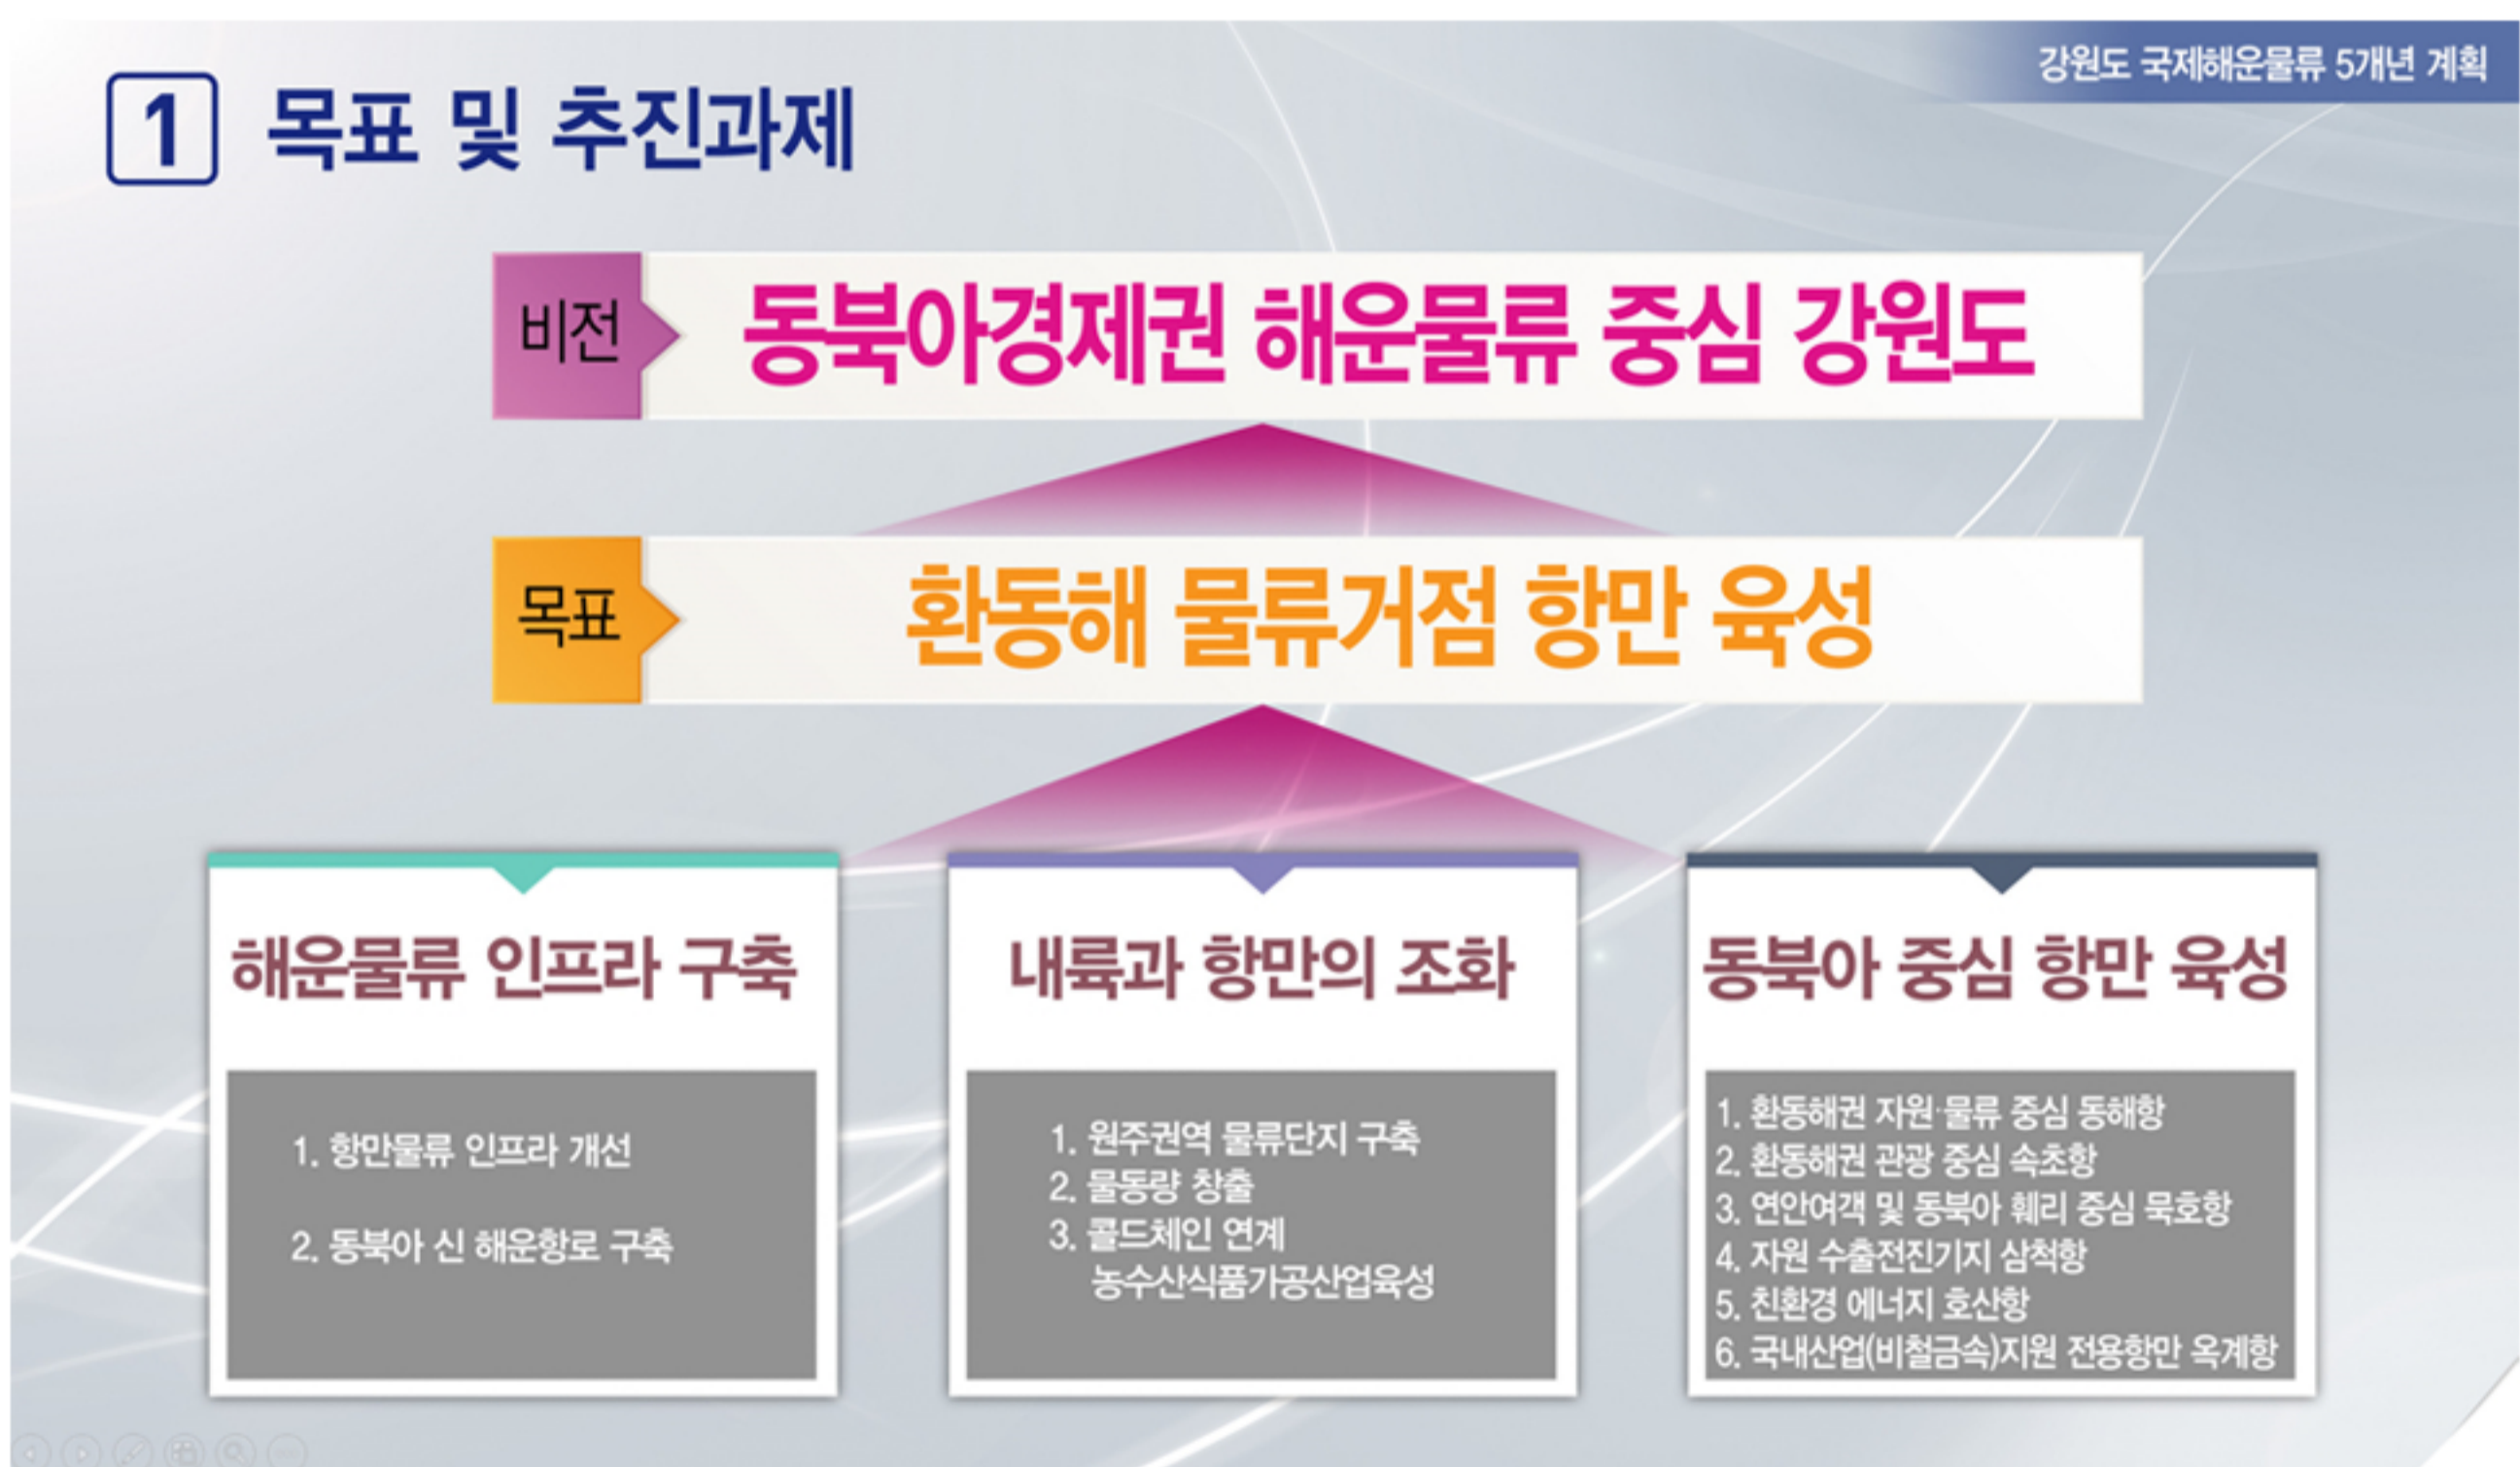 강원도 국제해운물류 5개년 계획
1 목표 및 추진과제
비전
동북아경제권 해운물류 중심 강원도
목표
환동해 물류거점 항만 육성
해운물류 인프라 구축
1. 항만물류 인프라 개선
2. 동북아 신 해운항로 구축
내륙과 항만의 조화
1. 원주권역 물류단지 구축
2. 물동량 창출
3. 콜드체인 연계
농수산식품가공산업육성
동북아 중심 항만 육성
1. 환동해권 자원·물류 중심 동해항
2. 환동해권 관광 중심 속초항
3. 연안여객 및 동북아 훼리 중심 묵호항
4. 자원 수출전진기지 삼척항
5. 친환경 에너지 호산항
6. 국내산업(비철금속)지원 전용항만 옥계항